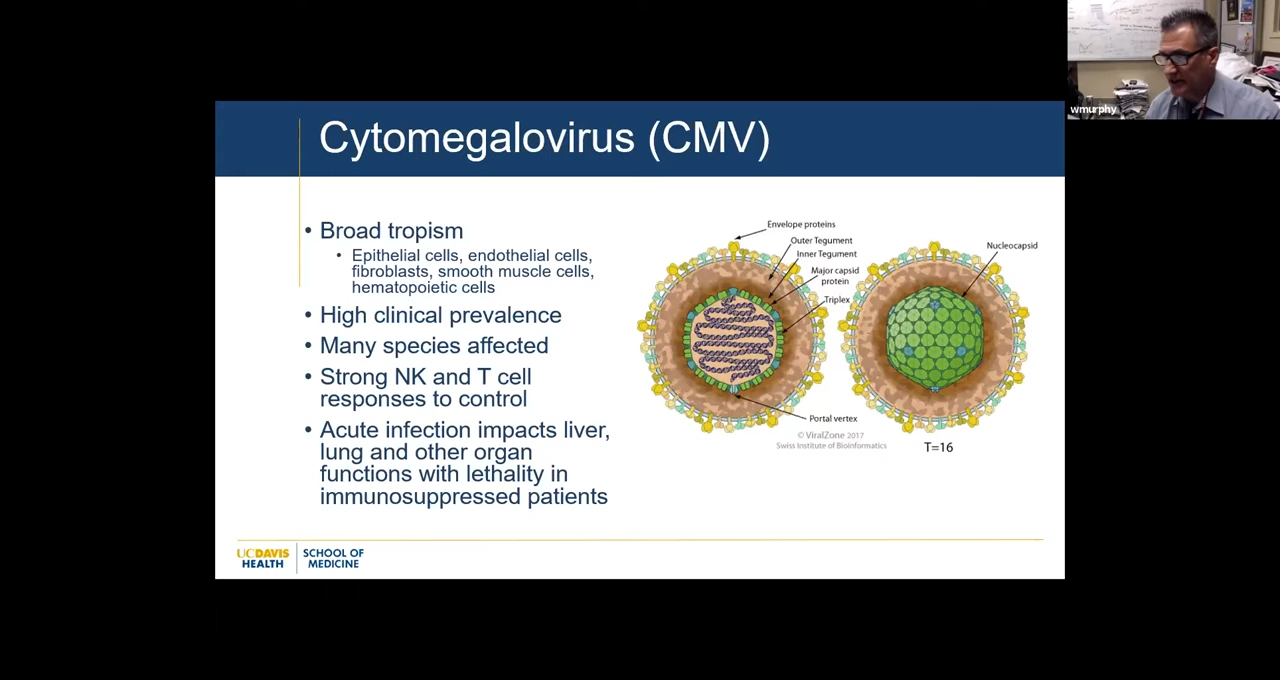 wmurphy
Cytomegalovirus (CMV)
• Broad tropism
• Epithelial cells, endothelial cells,
fibroblasts, smooth muscle cells,
hematopoietic cells
• High clinical prevalence
• Many species affected
• Strong NK and T cell
responses to control
• Acute infection impacts liver,
lung and other organ
functions with lethality in
immunosuppressed patients
Envelope proteins
Outer Tegument
Inner Tegument
Major capsid
protein
Triplex
Portal vertex
Nucleocapsid
© ViralZone 2017
Swiss Institute of Bioinformatics
T=16
UCDAVIS
HEALTH
SCHOOL OF
MEDICINE